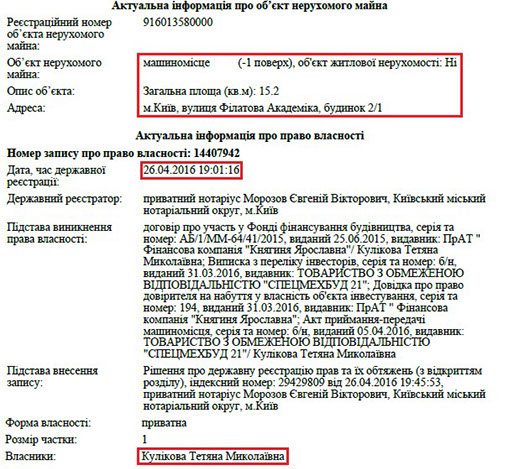 Актуальна інформація про об'єкт нерухомого майна
Реєстраційний номер 916013580000
об'єкта нерухомого
майна:
Об'єкт нерухомого машиномісце (-1 поверх), об'єкт житлової нерухомості: Ні
майна:
Опис об'єкта: Загальна площа (кв.м): 15.2
Адреса: м.Київ, вулиця Філатова Академіка, будинок 2/1
Актуальна інформація про право власності
Номер запису про право власності: 14407942
Дата, час державної 26.04.2016 19:01:16
реєстрації:
Державний реєстратор: приватний нотаріус Морозов Євгеній Вікторович, Київський міський
нотаріальний округ, м.Київ
Підстава виникнення договір про участь у Фонді фінансування будівництва, серія та
права власності: номер: АБ/1/ММ-64/41/2015, виданий 25.06.2015, видавник: ПрАТ "
Фінансова компанія "Княгиня Ярославна"/ Кулікова Тетяна
Миколаївна; Виписка з переліку інвесторів, серія та номер: б/н,
виданий 31.03.2016, видавник: ТОВАРИСТВО З ОБМЕЖЕНОЮ
ВІДПОВІДАЛЬНІСТЮ "СПЕЦМЕХБУД 21"; Довідка про право
довірителя на набуття у власність об'єкта інвестування, серія та
номер: 194, виданий 31.03.2016, видавник: ПрАТ " Фінансова
компанія "Княгиня Ярославна"; Акт приймання-передачі
машиномісця, серія та номер: б/н, виданий 05.04.2016, видавник:
ТОВАРИСТВО З ОБМЕЖЕНОЮ ВІДПОВІДАЛЬНІСТЮ
"СПЕЦМЕХБУД 21"/ Кулікова Тетяна Миколаївна
Підстава внесення Рішення про державну реєстрацію прав та їх обтяжень (з відкриттям
запису: розділу), індексний номер: 29429809 від 26.04.2016 19:45:53,
приватний нотаріус Морозов Євгеній Вікторович, Київський міський
нотаріальний округ, м.Київ
Форма власності: приватна
Розмір частки: 1
Власники: Кулікова Тетяна Миколаївна